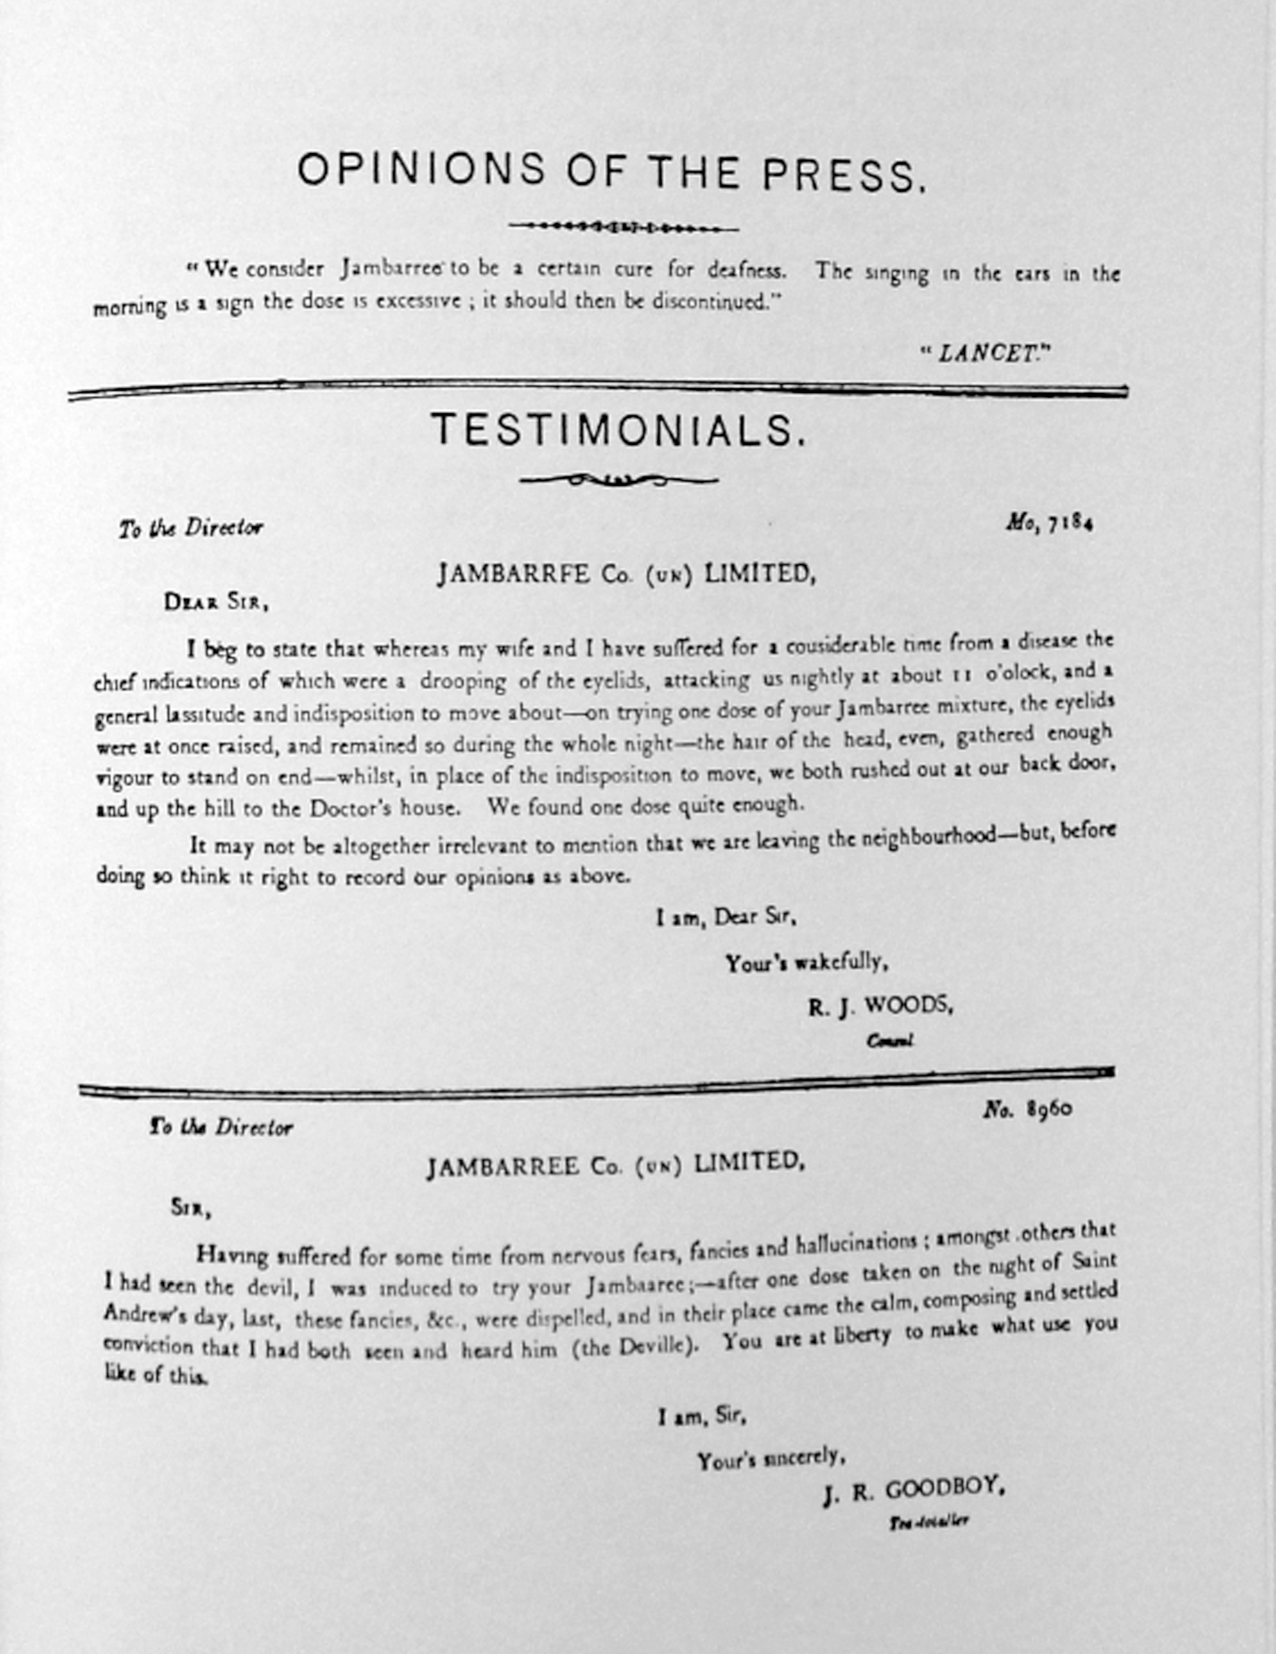 OPINIONS OF THE PRESS.
“ We consider Jambarree to be a certain cure for deafness. The singing in the ears in the
morning is a sign the dose is excessive ; it should then be discontinued.”
“ LANCET.”
TESTIMONIALS.
To the Director
Mo, 7184
JAMBARRFE Co. (UN) LIMITED,
DEAR SIR,
I beg to state that whereas my wife and I have suffered for a cousiderable time from a disease the
chief indications of which were a drooping of the eyelids, attacking us nightly at about 11 o'olock, and a
general lassitude and indisposition to move about—on trying one dose of your Jambarree mixture, the eyelids
were at once raised, and remained so during the whole night—the hair of the head, even, gathered enough
vigour to stand on end—whilst, in place of the indisposition to move, we both rushed out at our back door,
and up the hill to the Doctor's house. We found one dose quite enough.
It may not be altogether irrelevant to mention that we are leaving the neighbourhood—but, before
doing so think it right to record our opinions as above.
I am, Dear Sir,
Your's wakefully,
R. J. WOODS,
Consul
To the Director
No. 8960
JAMBARREE Co. (UN) LIMITED,
SIR,
Having suffered for some time from nervous fears, fancies and hallucinations ; amongst .others that
I had seen the devil, I was induced to try your Jambaaree ;—after one dose taken on the night of Saint
Andrew's day, last, these fancies, &c., were dispelled, and in their place came the calm, composing and settled
conviction that I had both seen and heard him (the Deville). You are at liberty to make what use you
like of this.
I am, Sir,
Your's sincerely,
J. R. GOODBOY,
Tea-totaller